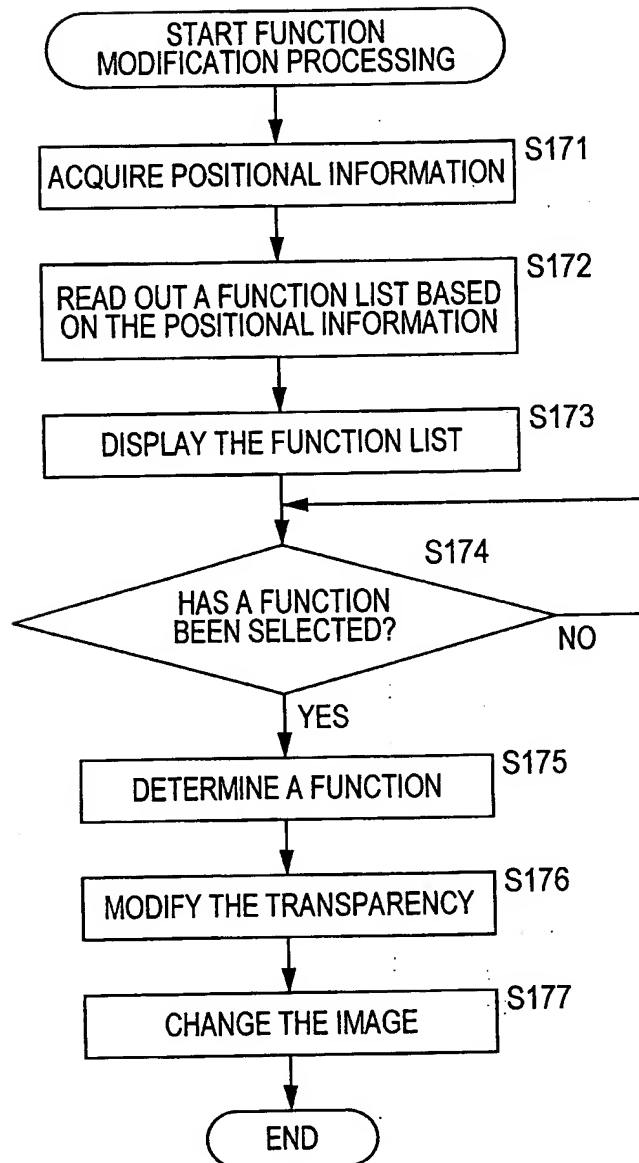 START FUNCTION
MODIFICATION PROCESSING
S171
ACQUIRE POSITIONAL INFORMATION
S172
READ OUT A FUNCTION LIST BASED
ON THE POSITIONAL INFORMATION
S173
DISPLAY THE FUNCTION LIST
S174
HAS A FUNCTION
BEEN SELECTED?
NO
YES
S175
DETERMINE A FUNCTION
S176
MODIFY THE TRANSPARENCY
S177
CHANGE THE IMAGE
END